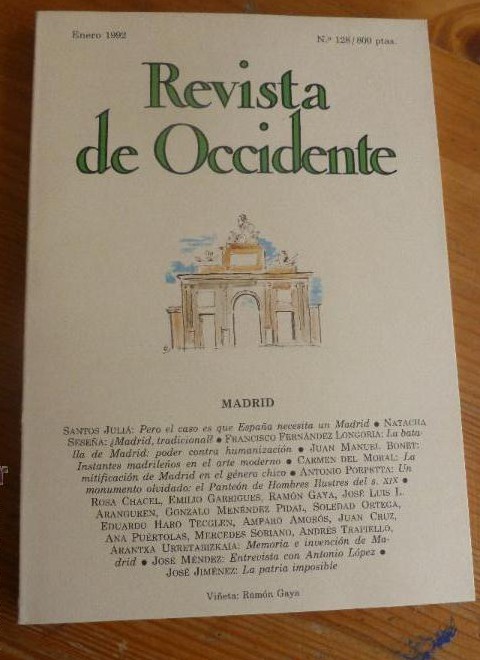 Enero 1992
N.º 128/800 ptas.
Revista
de Occidente
MADRID
SANTOS JULIÁ: Pero el caso es que España necesita un Madrid ● NATACHA
SESEÑA: ¿Madrid, tradicional? ● FRANCISCO FERNÁNDEZ LONGORIA: La bata-
lla de Madrid: poder contra humanización ● JUAN MANUEL BONET:
Instantes madrileños en el arte moderno ● CARMEN DEL MORAL: La
mitificación de Madrid en el género chico ● ANTONIO PORPETTA: Un
monumento olvidado: el Panteón de Hombres Ilustres del s. XIX ●
ROSA CHACEL, EMILIO GARRIGUES, RAMÓN GAYA, JOSÉ LUIS L.
ARANGUREN, GONZALO MENÉNDEZ PIDAL, SOLEDAD ORTEGA,
EDUARDO HARO TECGLEN, AMPARO AMORÓS, JUAN CRUZ,
ANA PUÉRTOLAS, MERCEDES SORIANO, ANDRÉS TRAPIELLO,
ARANTXA URRETABIZKAIA: Memoria e invención de Ma-
drid ● JOSÉ MÉNDEZ: Entrevista con Antonio López ●
JOSÉ JIMÉNEZ: La patria imposible
Viñeta: Ramón Gaya